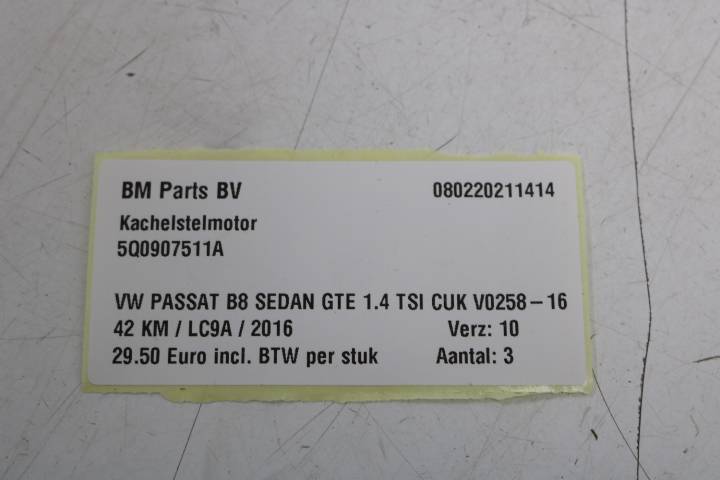 BM Parts BV 080220211414
Kachelstelmotor
5Q0907511A
VW PASSAT B8 SEDAN GTE 1.4 TSI CUK V0258-16
42 KM / LC9A / 2016 Verz: 10
29.50 Euro incl. BTW per stuk Aantal: 3